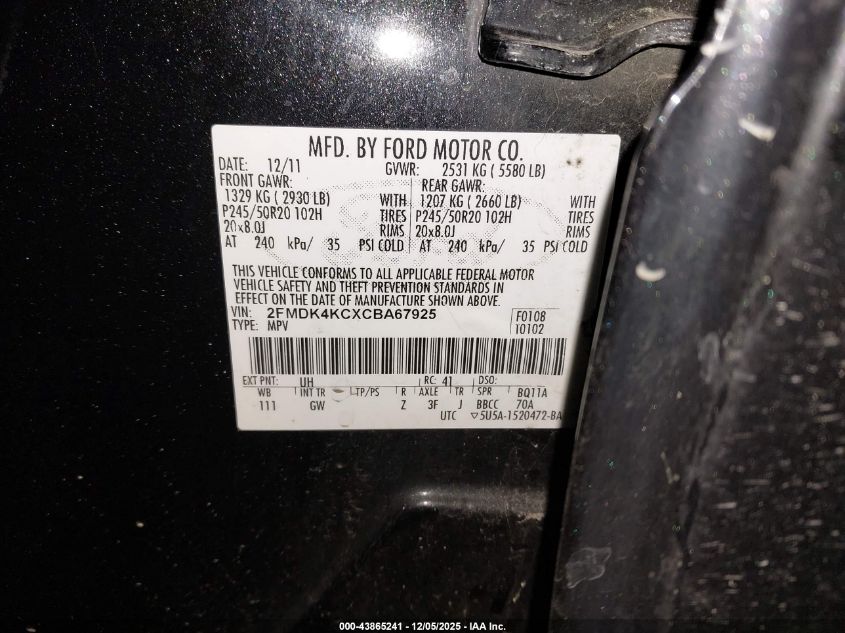 MFD. BY FORD MOTOR CO.
DATE: 12/11 GVWR: 2531 KG ( 5580 LB)
FRONT GAWR: REAR GAWR:
1329 KG ( 2930 LB) WITH 1207 KG ( 2660 LB) WITH
P245/50R20 102H TIRES P245/50R20 102H TIRES
20x8.0J RIMS 20x8.0J RIMS
AT 240 kPa/ 35 PSI COLD AT 240 kPa/ 35 PSI COLD
THIS VEHICLE CONFORMS TO ALL APPLICABLE FEDERAL MOTOR
VEHICLE SAFETY AND THEFT PREVENTION STANDARDS IN
EFFECT ON THE DATE OF MANUFACTURE SHOWN ABOVE.
VIN: 2FMDK4KCXCBA67925 F0108
TYPE: MPV 10102
EXT PNT: UH RC: 41 DSO:
WB INT TR TP/PS R AXLE TR SPR BQ11A
111 GW Z 3F J BBCC 70A
UTC ▽5U5A-1520472-BA
000-43865241 - 12/05/2025 - IAA Inc.